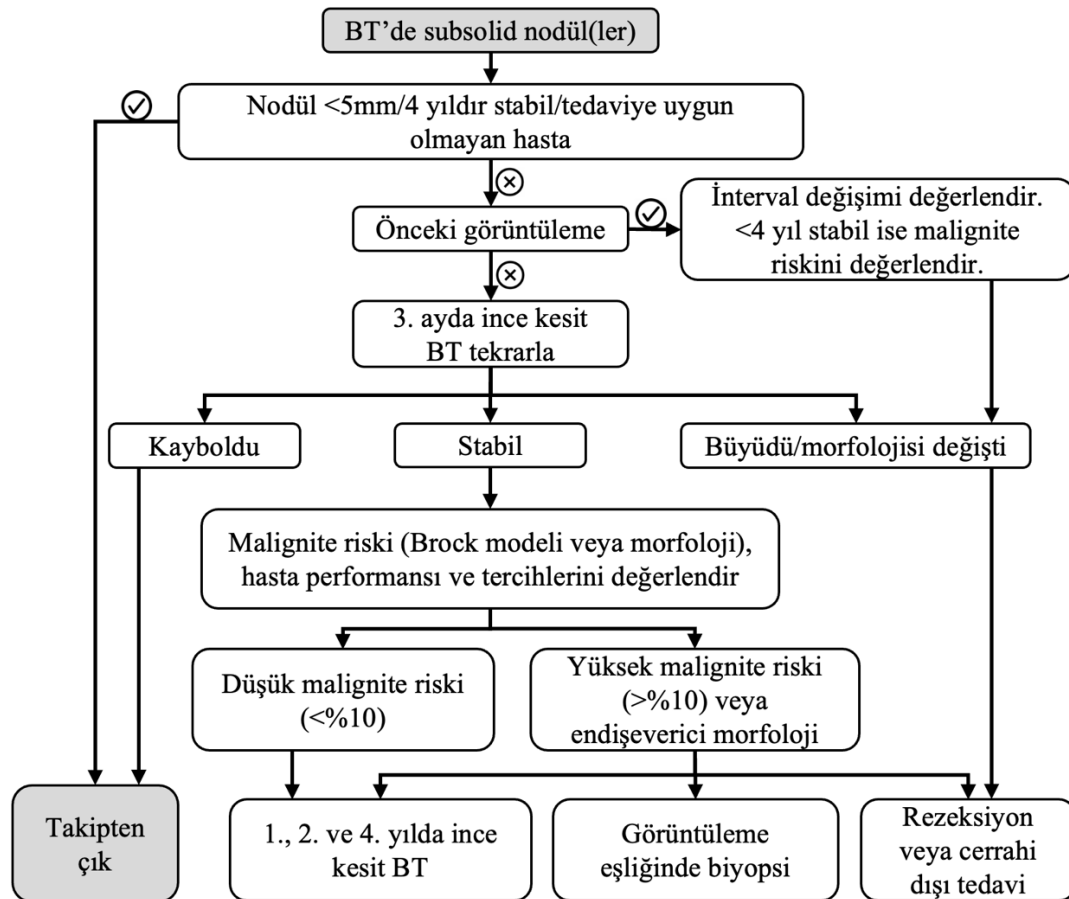 BT’de subsolid nodül(ler)
Nodül <5mm/4 yıldır stabil/tedaviye uygun
olmayan hasta
Önceki görüntüleme
İnterval değişimi değerlendir.
<4 yıl stabil ise malignite
riskini değerlendir.
3. ayda ince kesit
BT tekrarla
Kayboldu
Stabil
Büyüdü/morfolojisi değişti
Malignite riski (Brock modeli veya morfoloji),
hasta performansı ve tercihlerini değerlendir
Düşük malignite riski
(<%10)
Yüksek malignite riski
(>%10) veya
endişeverici morfoloji
Takipten
çık
1., 2. ve 4. yılda ince
kesit BT
Görüntüleme
eşliğinde biyopsi
Rezeksiyon
veya cerrahi
dışı tedavi